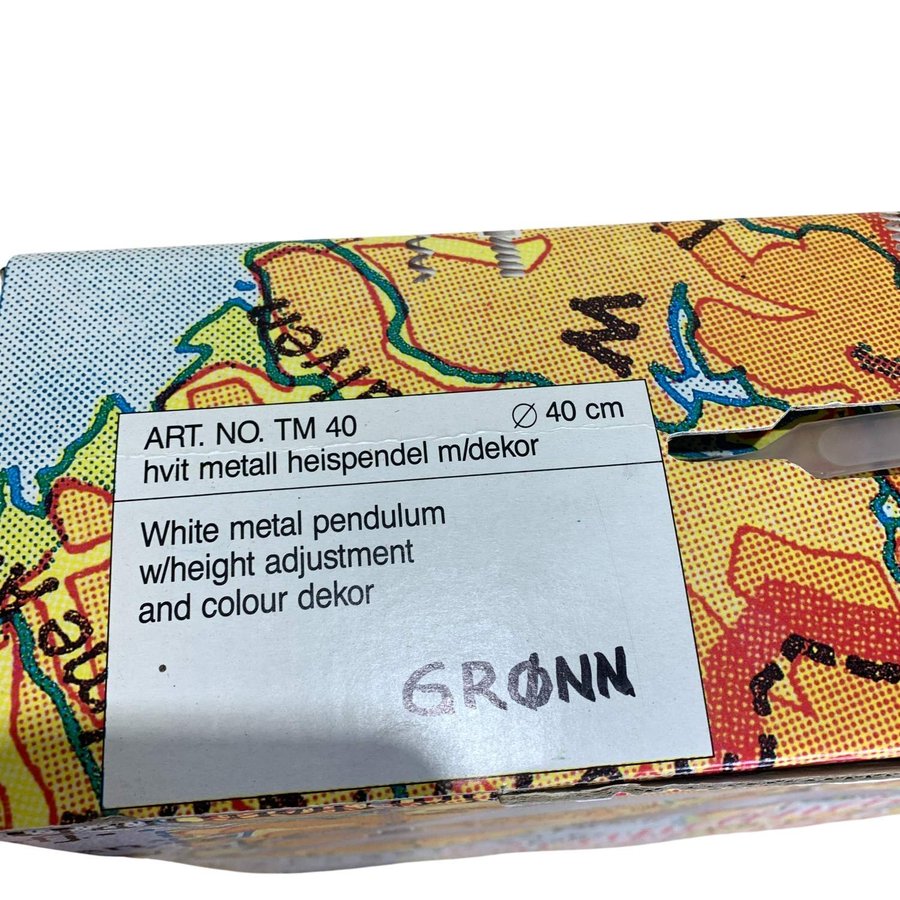 ART. NO. TM 40 Ø 40 cm
hvit metall heispendel m/dekor
White metal pendulum
w/height adjustment
and colour dekor
GRØNN